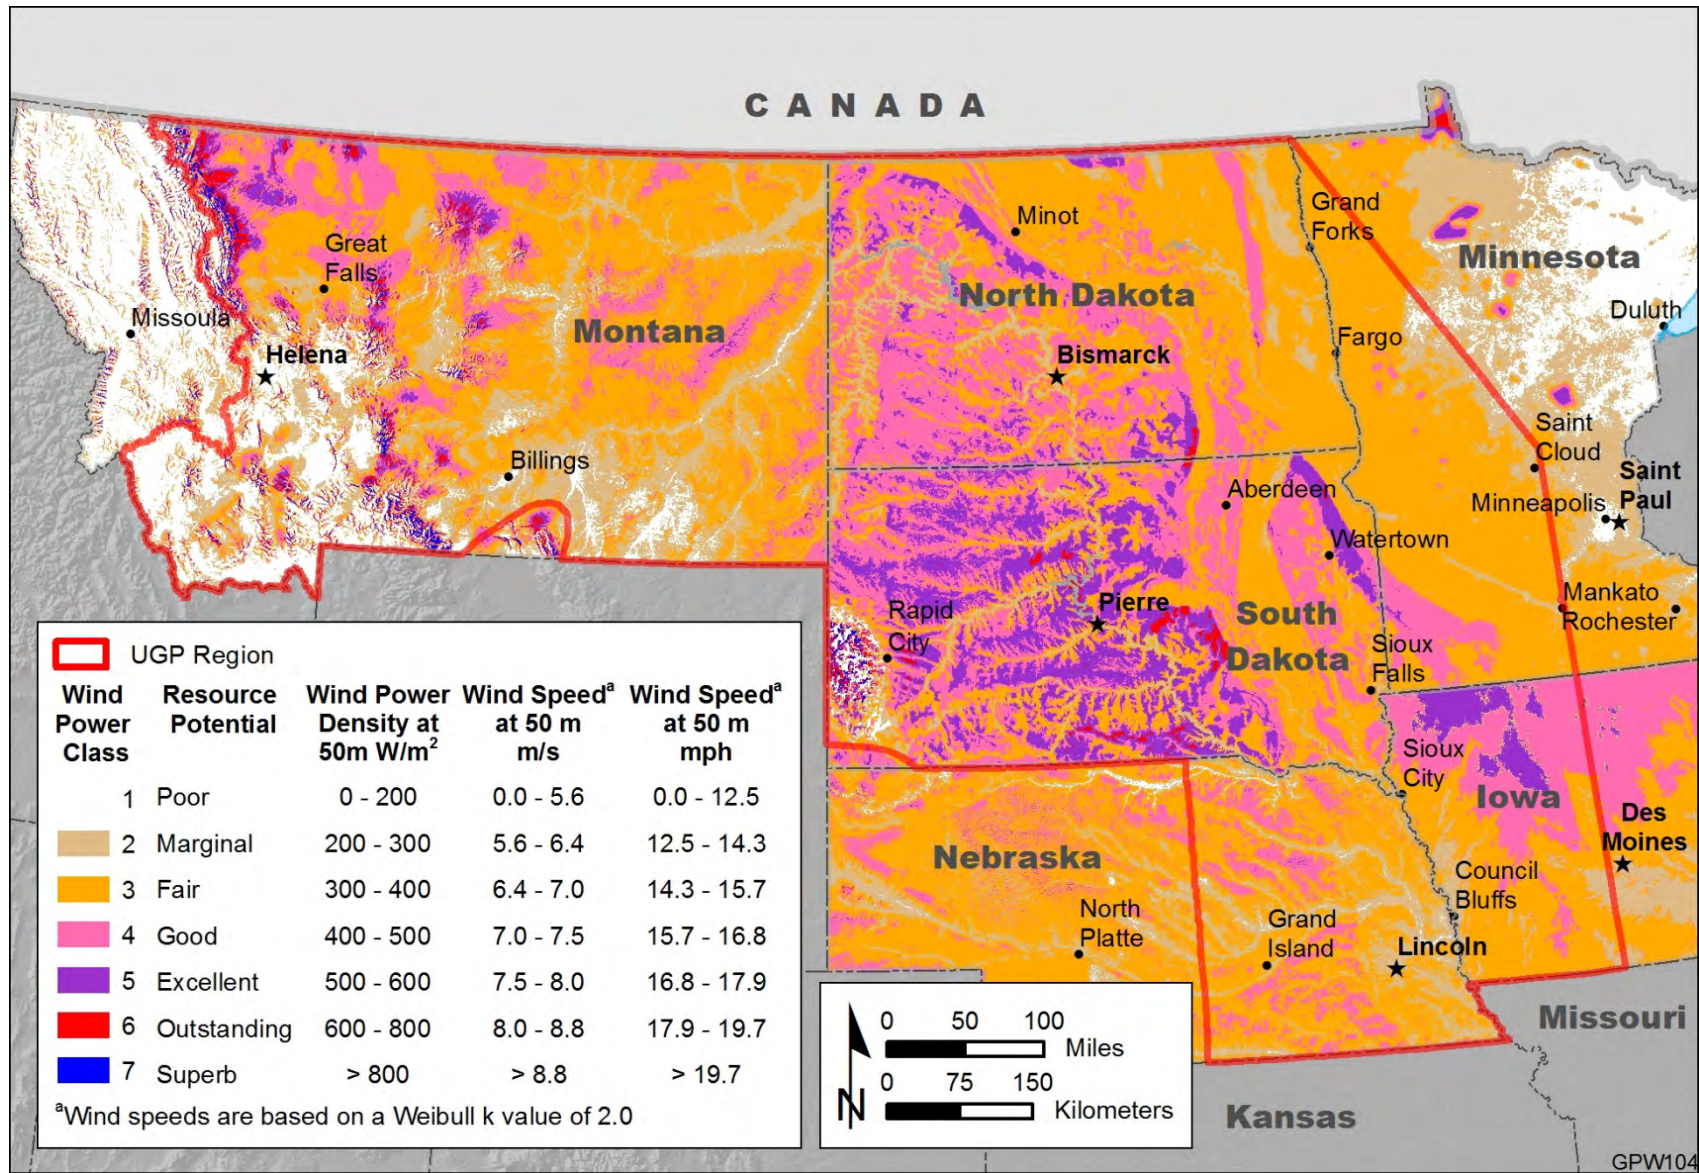 CANADA
Minot
Grand
Forks
Minnesota
Great
Falls
North Dakota
Duluth
Missoula
Montana
Fargo
Helena
Bismarck
Saint
Cloud
Billings
Saint
Paul
Aberdeen
Minneapolis
Watertown
Mankato
Rochester
Pierre
Rapid
City
South
Dakota
Sioux
Falls
Sioux
City
Iowa
Des
Moines
Nebraska
Council
Bluffs
North
Platte
Grand
Island
Lincoln
Missouri
Kansas
UGP Region
Wind Power Class Resource Potential Wind Power Density at 50m W/m² Wind Speedᵃ at 50 m m/s Wind Speedᵃ at 50 m mph
1 Poor 0 - 200 0.0 - 5.6 0.0 - 12.5
2 Marginal 200 - 300 5.6 - 6.4 12.5 - 14.3
3 Fair 300 - 400 6.4 - 7.0 14.3 - 15.7
4 Good 400 - 500 7.0 - 7.5 15.7 - 16.8
5 Excellent 500 - 600 7.5 - 8.0 16.8 - 17.9
6 Outstanding 600 - 800 8.0 - 8.8 17.9 - 19.7
7 Superb > 800 > 8.8 > 19.7
ᵃWind speeds are based on a Weibull k value of 2.0
0 50 100
Miles
0 75 150
Kilometers
N
GPW104